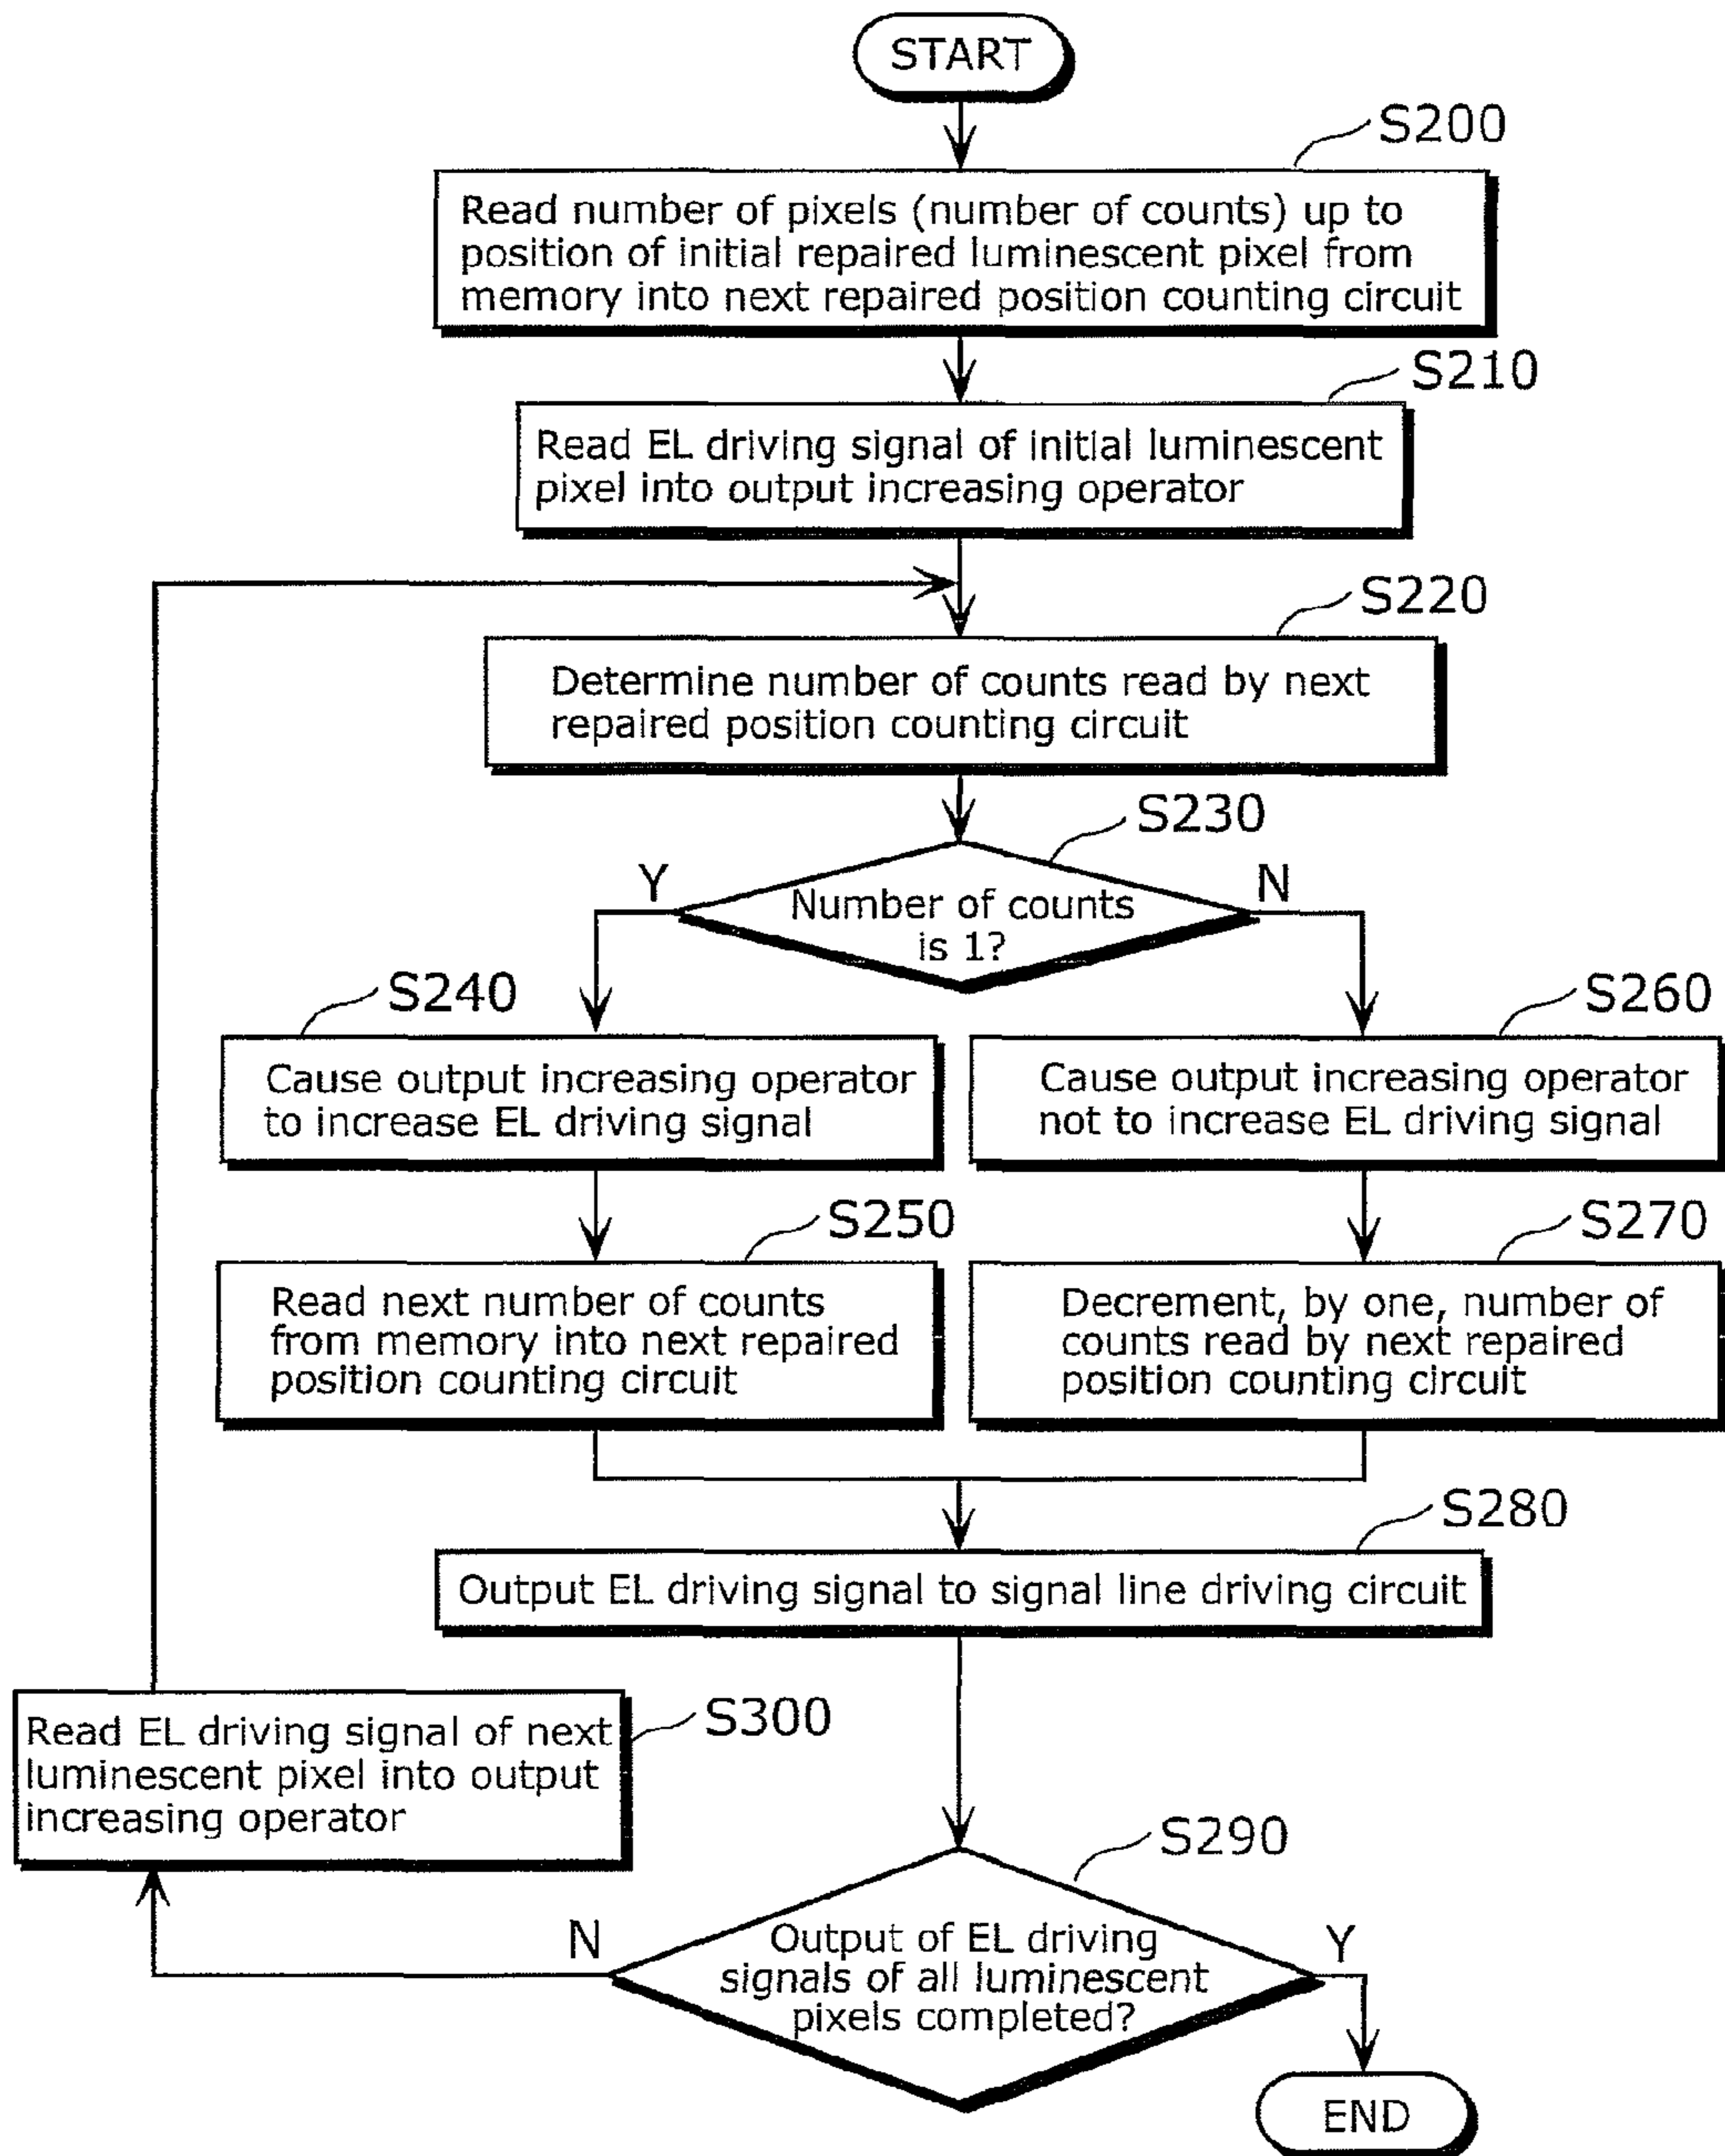 START
S200
Read number of pixels (number of counts) up to
position of initial repaired luminescent pixel from
memory into next repaired position counting circuit
S210
Read EL driving signal of initial luminescent
pixel into output increasing operator
S220
Determine number of counts read by next
repaired position counting circuit
S230
Y
N
Number of counts
is 1?
S240
Cause output increasing operator
to increase EL driving signal
S260
Cause output increasing operator
not to increase EL driving signal
S250
Read next number of counts
from memory into next repaired
position counting circuit
S270
Decrement, by one, number of
counts read by next repaired
position counting circuit
S280
Output EL driving signal to signal line driving circuit
S300
Read EL driving signal of next
luminescent pixel into output
increasing operator
S290
N
Y
Output of EL driving
signals of all luminescent
pixels completed?
END